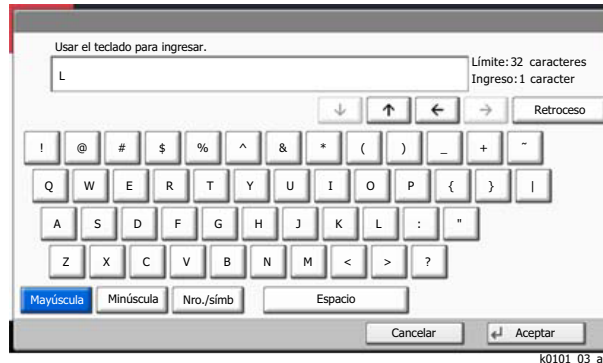 Usar el teclado para ingresar.
Límite: 32 caracteres
L
Ingreso: 1 caracter
↓ ↑ ← → Retroceso
! @ # $ % ^ & * ( ) _ + ~
Q W E R T Y U I O P { } |
A S D F G H J K L : "
Z X C V B N M < > ?
Mayúscula Minúscula Nro./símb Espacio
Cancelar Aceptar
k0101_03_a